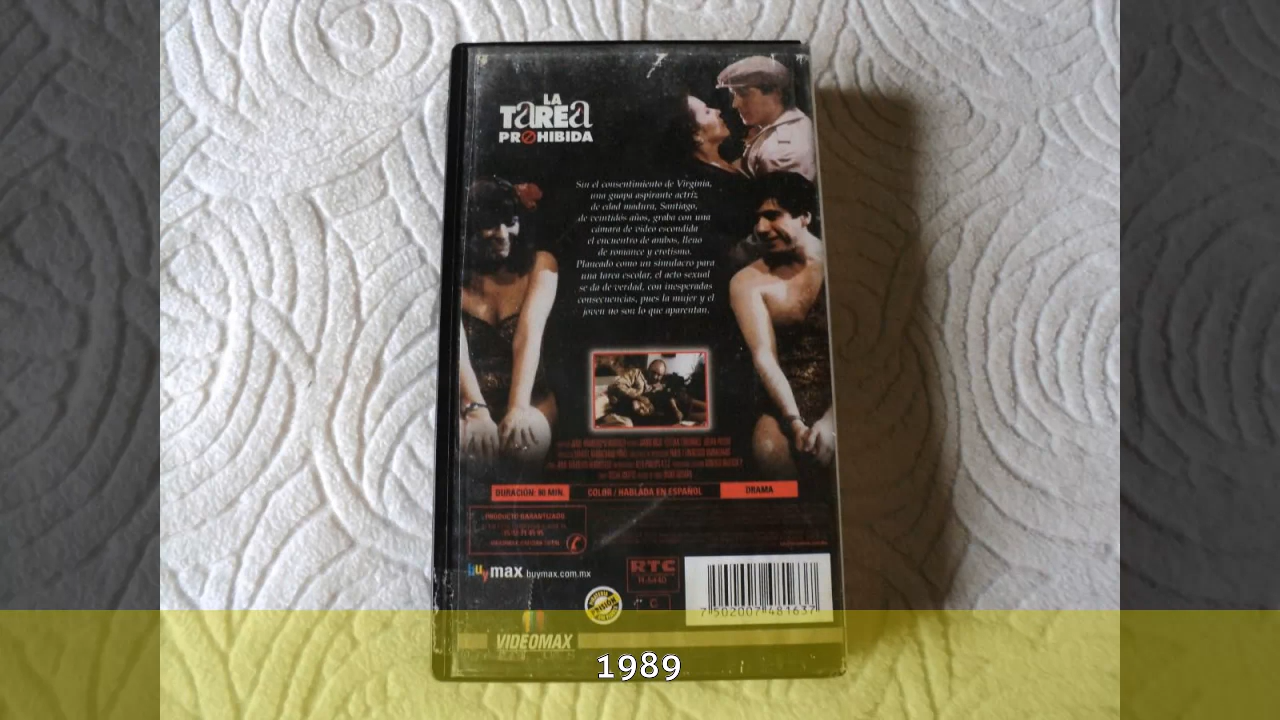 LA
TAREA
PROHIBIDA
Sin el consentimiento de Virginia,
una guapa aspirante actriz
de edad madura, Santiago,
de veintidós años, graba con una
cámara de video escondida
el encuentro de ambos, lleno
de romance y erotismo.
Planeado como un simulacro para
una tarea escolar, el acto sexual
se da de verdad, con inesperadas
consecuencias, pues la mujer y el
joven no son lo que aparentan.
DURACIÓN: 90 MIN.
COLOR / HABLADA EN ESPAÑOL
DRAMA
PRODUCTO GARANTIZADO
buymax buymax.com.mx
RTC
C
7 502007 481637
VIDEOMAX
1989